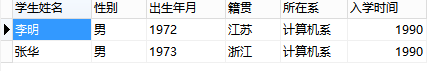 学生姓名 性别 出生年月 籍贯 所在系 入学时间
李明 男 1972 江苏 计算机系 1990
张华 男 1973 浙江 计算机系 1990